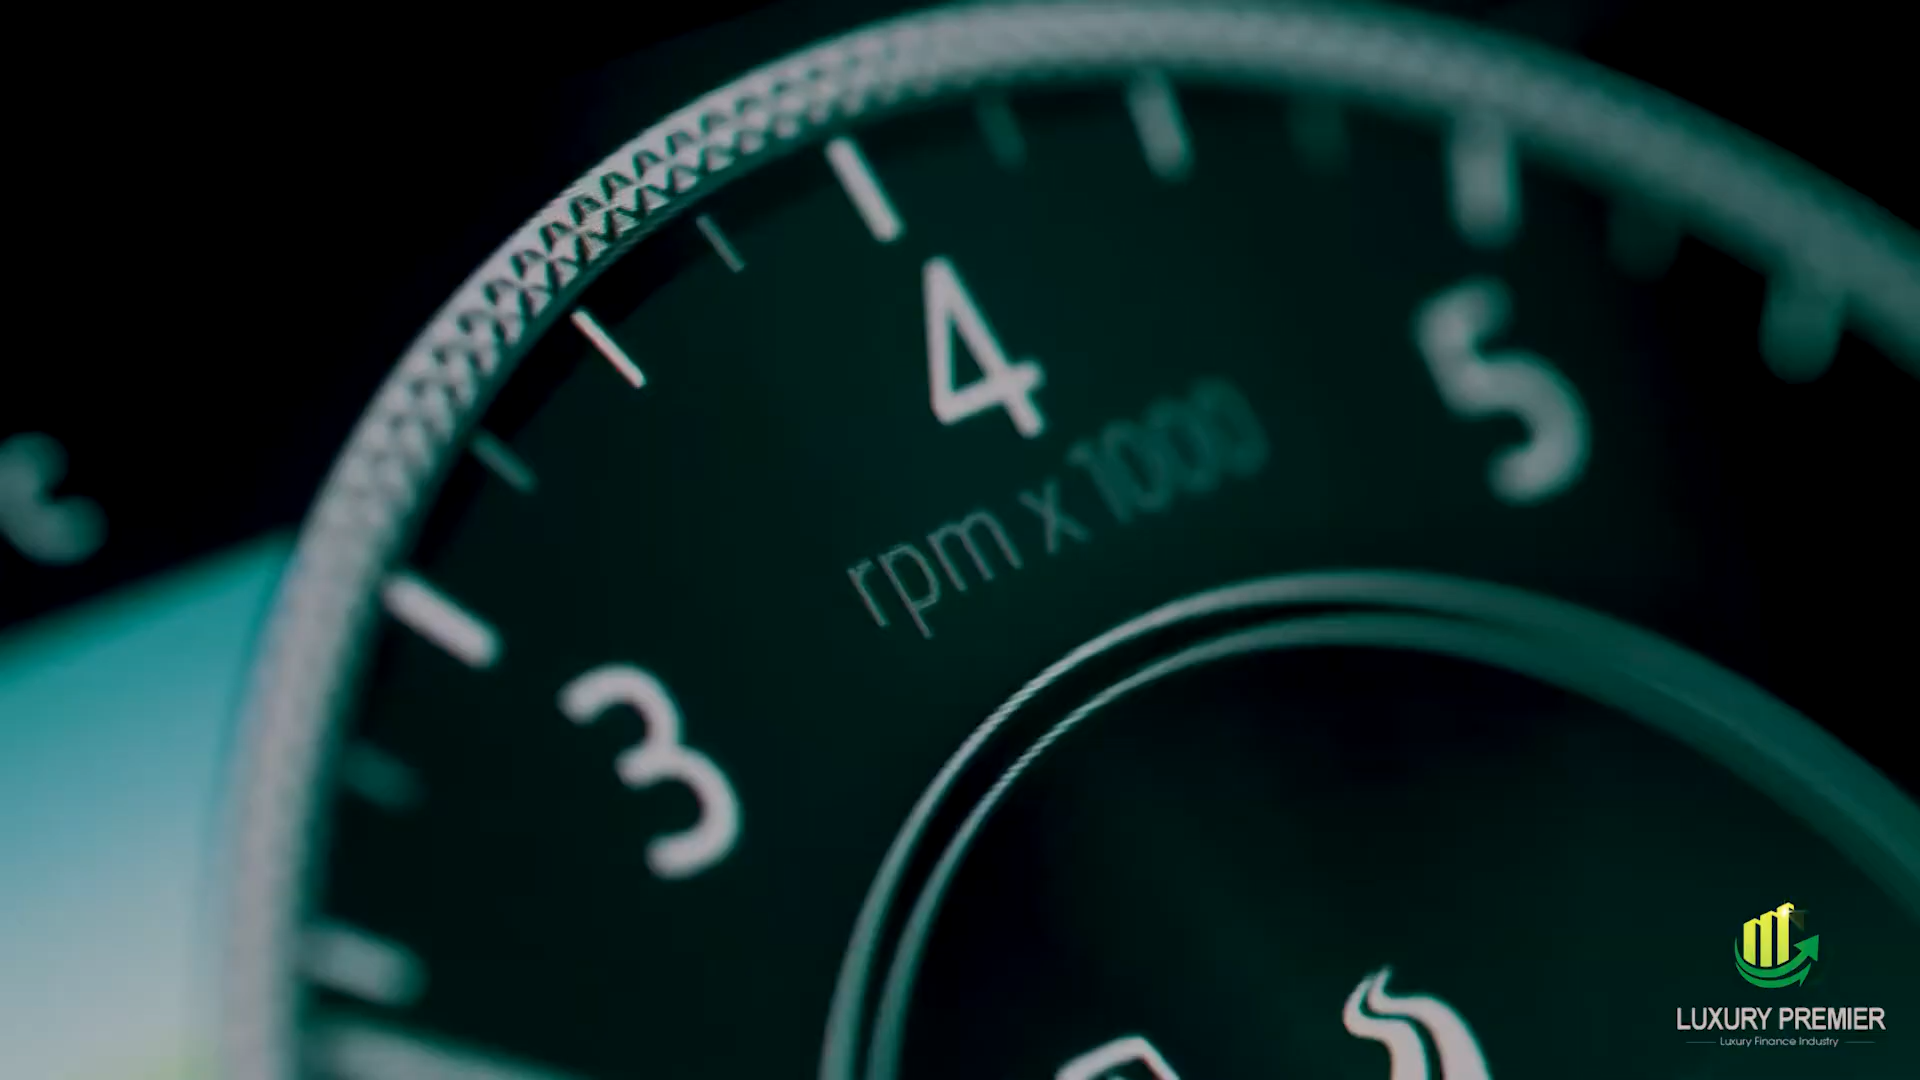 4
5
rpm x 1000
3
LUXURY PREMIER
Luxury Finance Industry